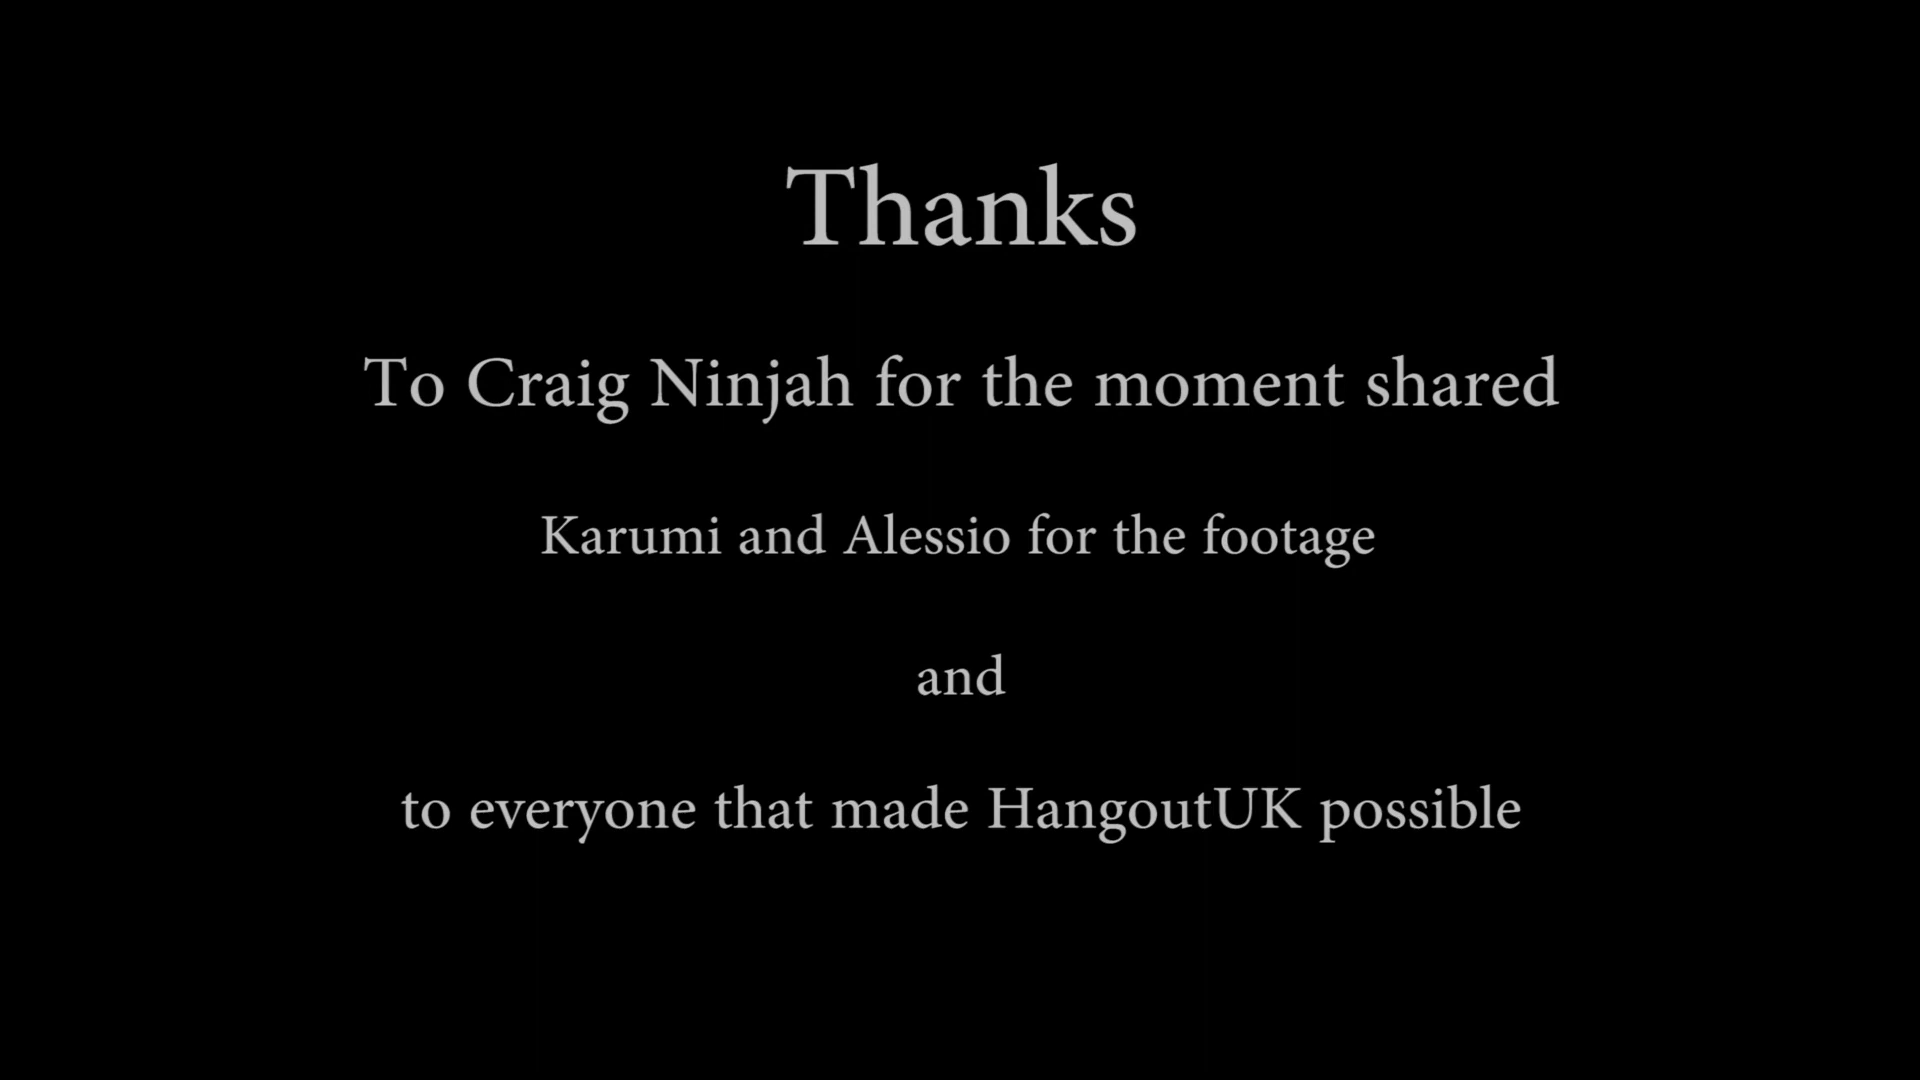 Thanks
To Craig Ninjah for the moment shared
Karumi and Alessio for the footage
and
to everyone that made HangoutUK possible